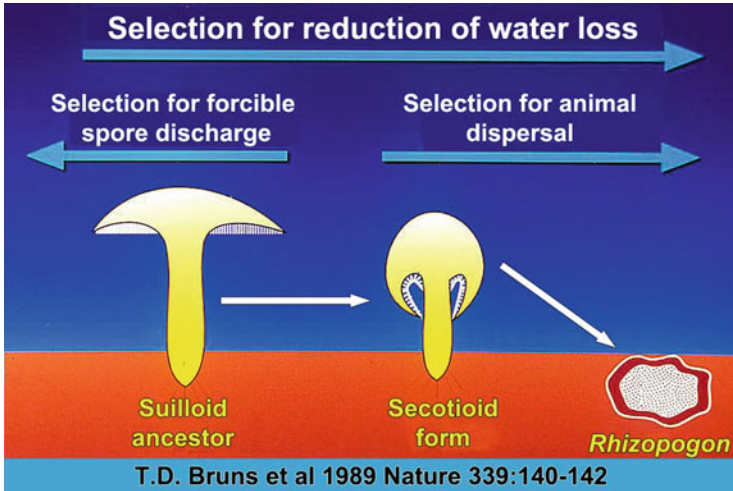 Selection for reduction of water loss
Selection for forcible
spore discharge
Selection for animal
dispersal
Suilloid
ancestor
Secotioid
form
Rhizopogon
T.D. Bruns et al 1989 Nature 339:140-142